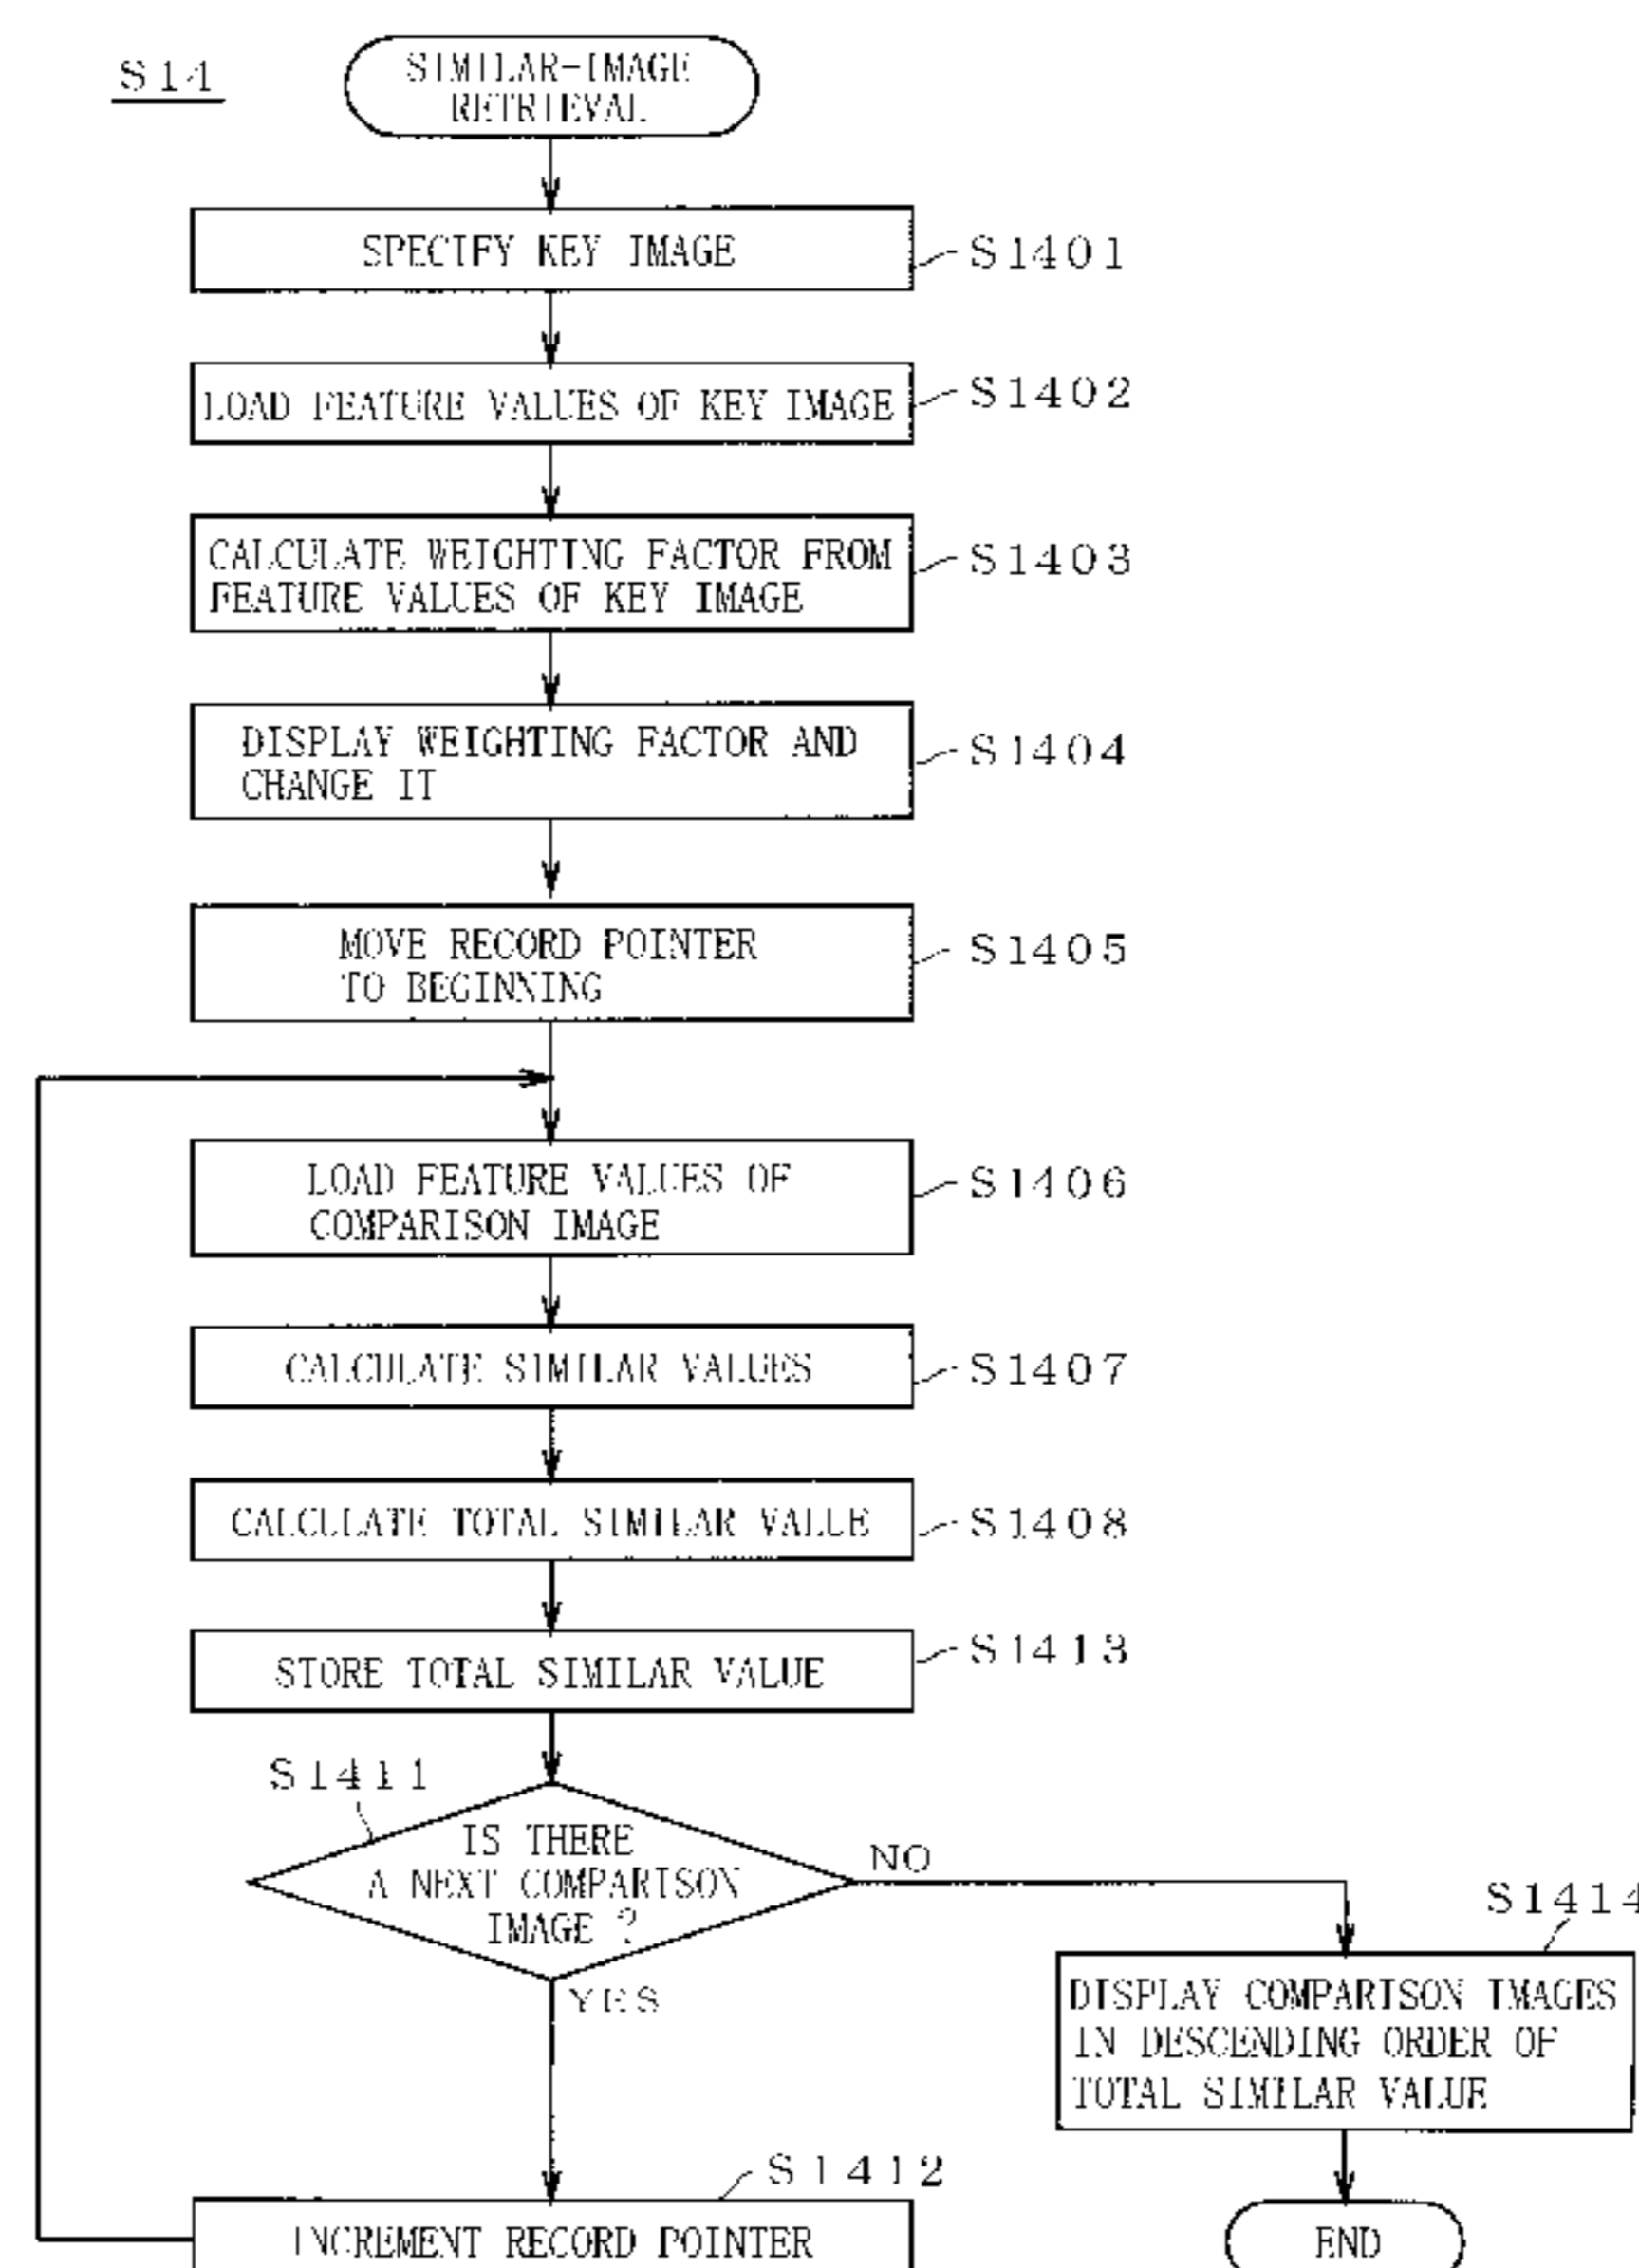 S14
SIMILAR-IMAGE
RETRIEVAL
SPECIFY KEY IMAGE
S1401
LOAD FEATURE VALUES OF KEY IMAGE
S1402
CALCULATE WEIGHTING FACTOR FROM
FEATURE VALUES OF KEY IMAGE
S1403
DISPLAY WEIGHTING FACTOR AND
CHANGE IT
S1404
MOVE RECORD POINTER
TO BEGINNING
S1405
LOAD FEATURE VALUES OF
COMPARISON IMAGE
S1406
CALCULATE SIMILAR VALUES
S1407
CALCULATE TOTAL SIMILAR VALUE
S1408
STORE TOTAL SIMILAR VALUE
S1413
S1411
IS THERE
A NEXT COMPARISON
IMAGE ?
NO
YES
S1414
DISPLAY COMPARISON IMAGES
IN DESCENDING ORDER OF
TOTAL SIMILAR VALUE
S1412
INCREMENT RECORD POINTER
END